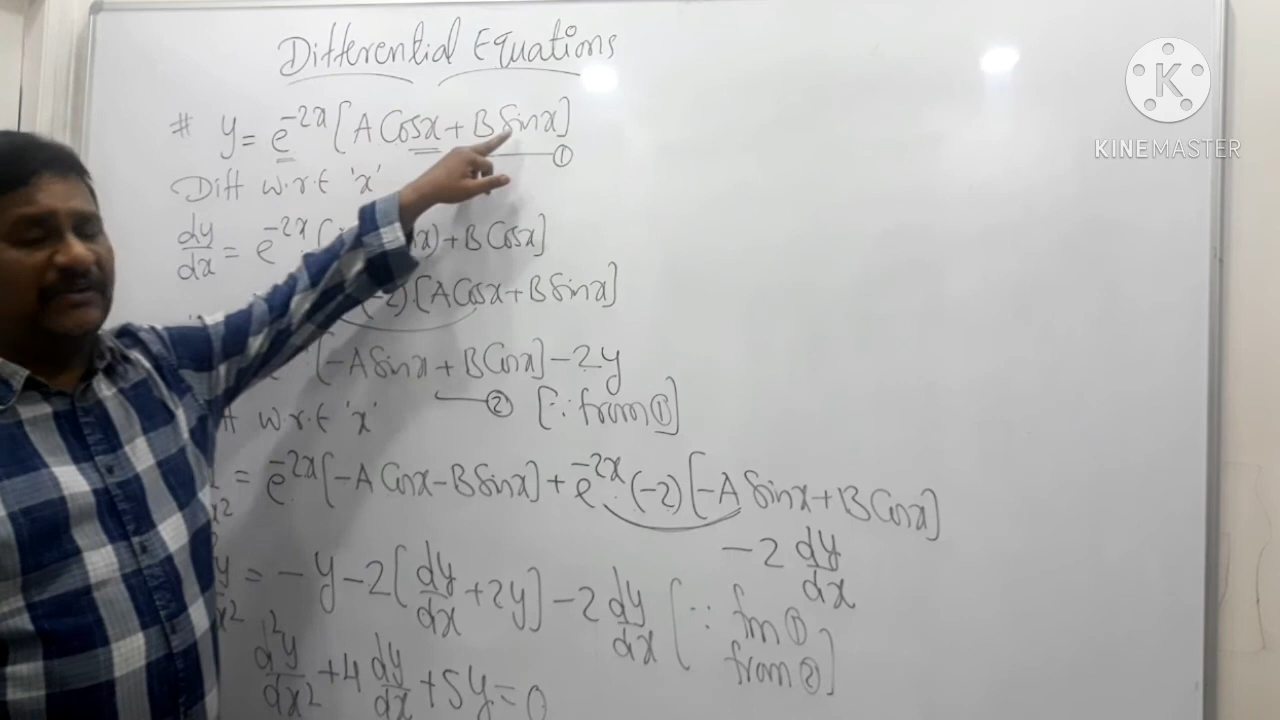 Differential Equations
# y = e^-2x [A Cosx + B Sinx]
①
Diff w.r.t 'x'
dy/dx = e^-2x ( x) + B Cosx]
(-2) [A Cosx + B Sinx]
[-A Sinx + B Cosx] - 2y
② [∵ from ①]
w.r.t 'x'
= e^-2x [-A Cosx - B Sinx] + e^-2x (-2) [-A Sinx + B Cosx]
- 2 dy/dx
= - y - 2 [dy/dx + 2y] - 2 dy/dx [∵ fm ① from ②]
d²y/dx² + 4 dy/dx + 5y = 0
K
KINEMASTER